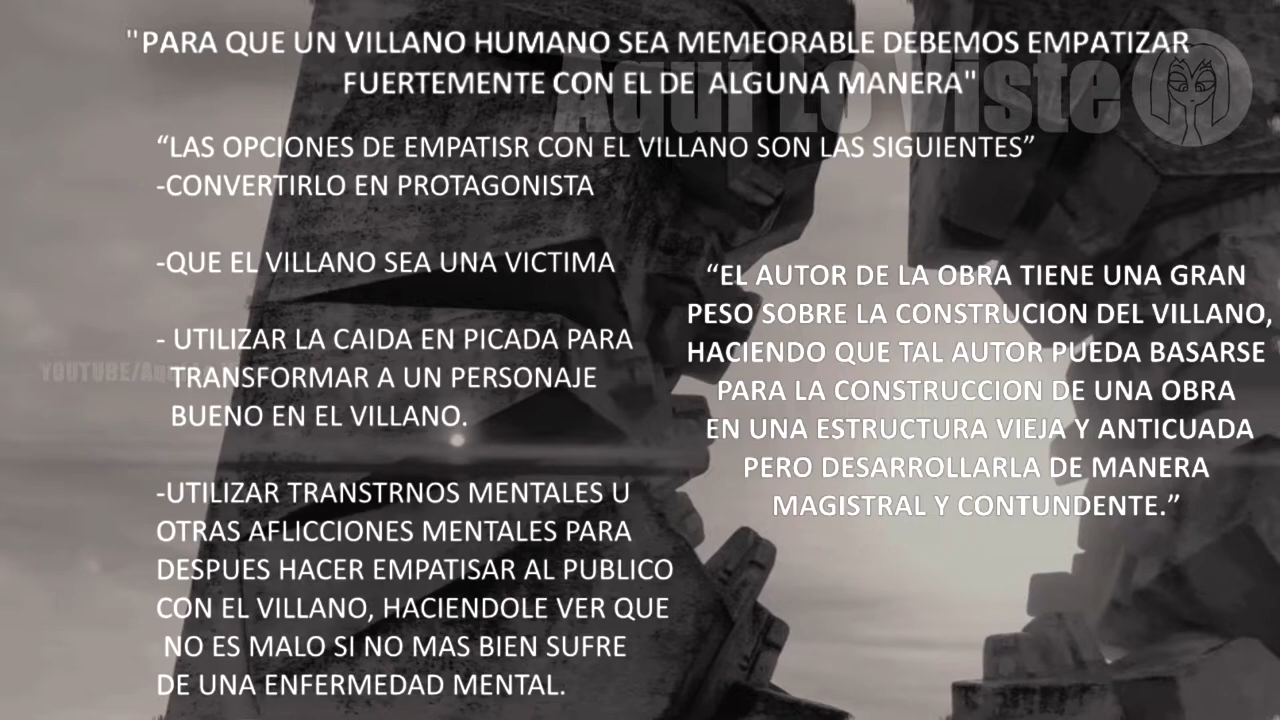 "PARA QUE UN VILLANO HUMANO SEA MEMEORABLE DEBEMOS EMPATIZAR
FUERTEMENTE CON EL DE ALGUNA MANERA"
Aquí Lo Viste
“LAS OPCIONES DE EMPATISR CON EL VILLANO SON LAS SIGUIENTES”
-CONVERTIRLO EN PROTAGONISTA
-QUE EL VILLANO SEA UNA VICTIMA
- UTILIZAR LA CAIDA EN PICADA PARA
TRANSFORMAR A UN PERSONAJE
BUENO EN EL VILLANO.
-UTILIZAR TRANSTRNOS MENTALES U
OTRAS AFLICCIONES MENTALES PARA
DESPUES HACER EMPATISAR AL PUBLICO
CON EL VILLANO, HACIENDOLE VER QUE
NO ES MALO SI NO MAS BIEN SUFRE
DE UNA ENFERMEDAD MENTAL.
“EL AUTOR DE LA OBRA TIENE UNA GRAN
PESO SOBRE LA CONSTRUCION DEL VILLANO,
HACIENDO QUE TAL AUTOR PUEDA BASARSE
PARA LA CONSTRUCCION DE UNA OBRA
EN UNA ESTRUCTURA VIEJA Y ANTICUADA
PERO DESARROLLARLA DE MANERA
MAGISTRAL Y CONTUNDENTE.”